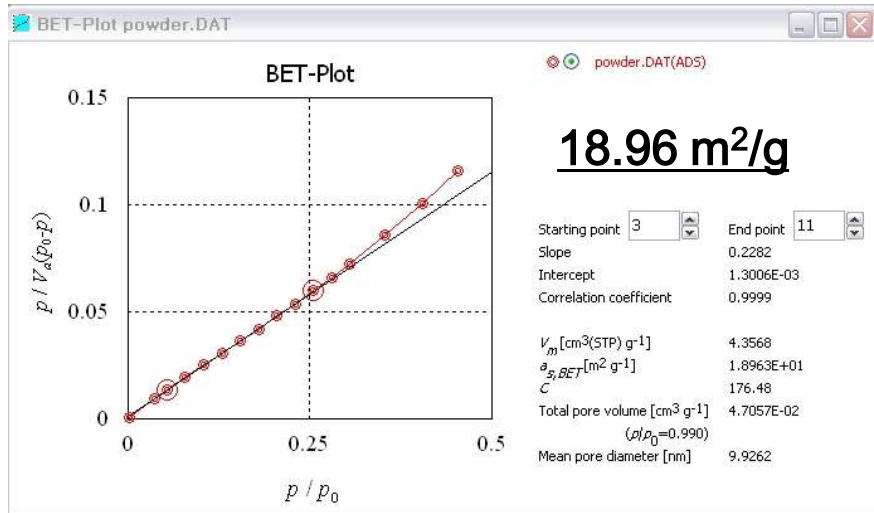 BET-Plot powder.DAT
BET-Plot
0.15
0.1
0.05
0
0
0.25
0.5
p / Vₐ(p₀-p)
p / p₀
powder.DAT(ADS)
18.96 m²/g
Starting point 3 End point 11
Slope 0.2282
Intercept 1.3006E-03
Correlation coefficient 0.9999
Vm[cm3(STP) g-1] 4.3568
as,BET[m2 g-1] 1.8963E+01
C 176.48
Total pore volume [cm3 g-1] 4.7057E-02
(p/p0=0.990)
Mean pore diameter [nm] 9.9262